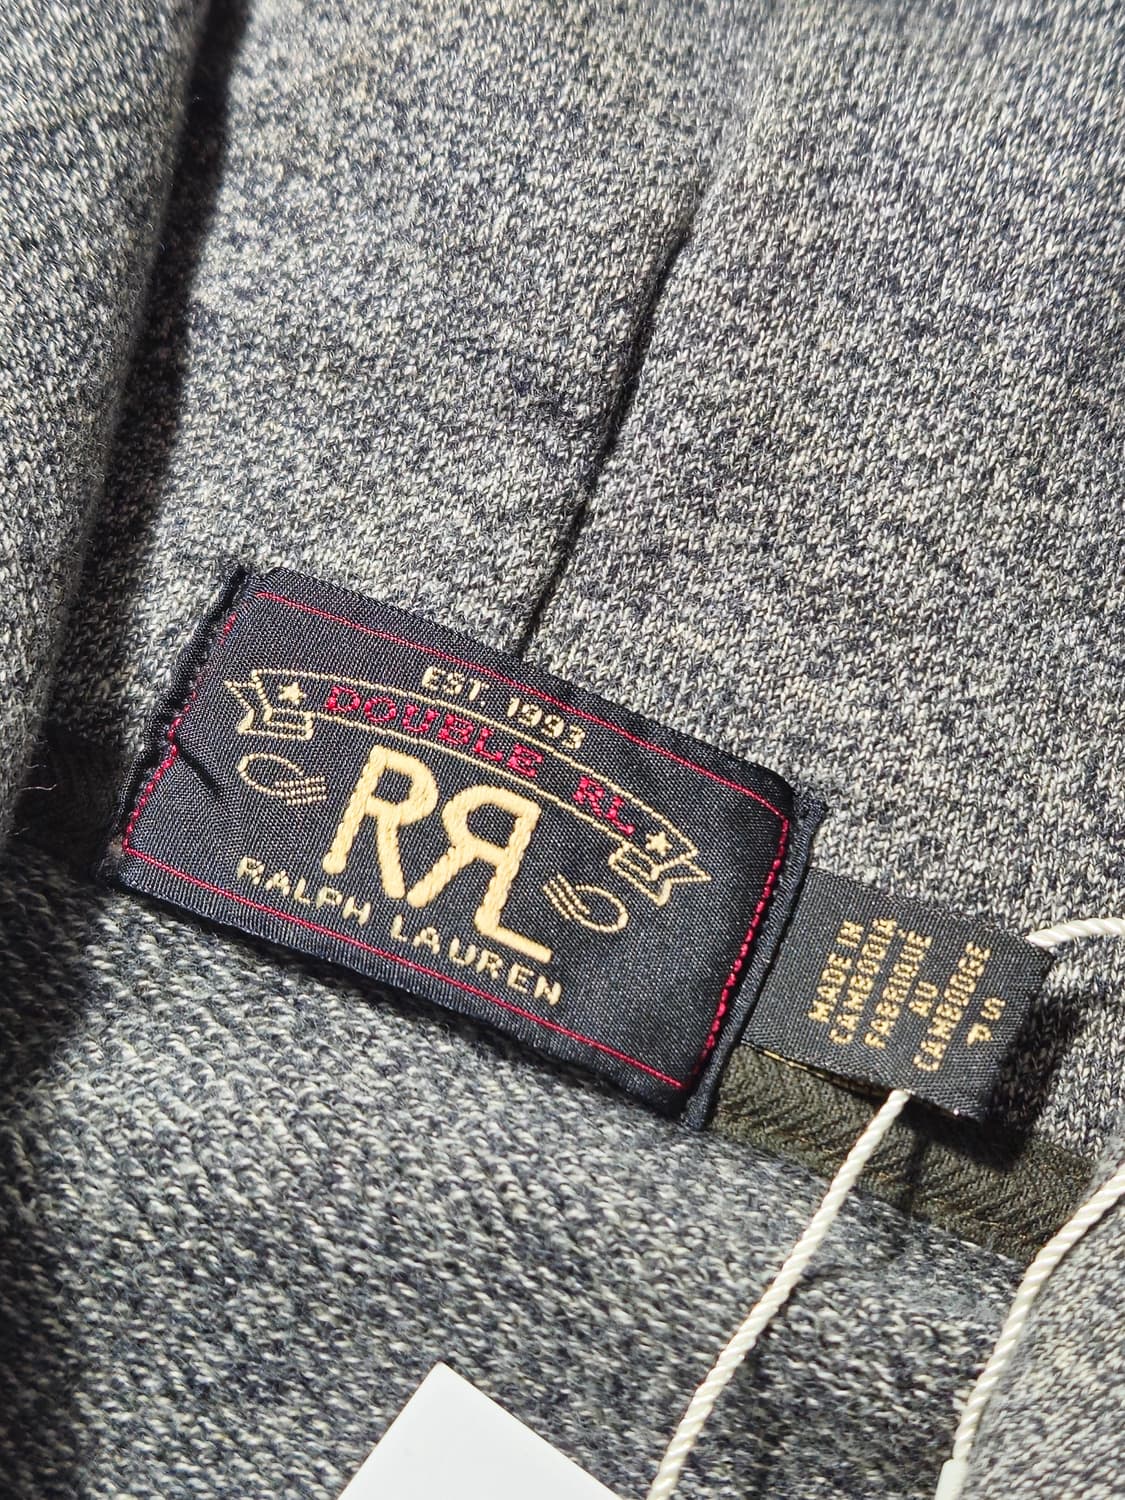 EST. 1993
DOUBLE RL
RRL
RALPH LAUREN
MADE IN
CAMBODIA
FABRIQUÉ
AU
CAMBODGE